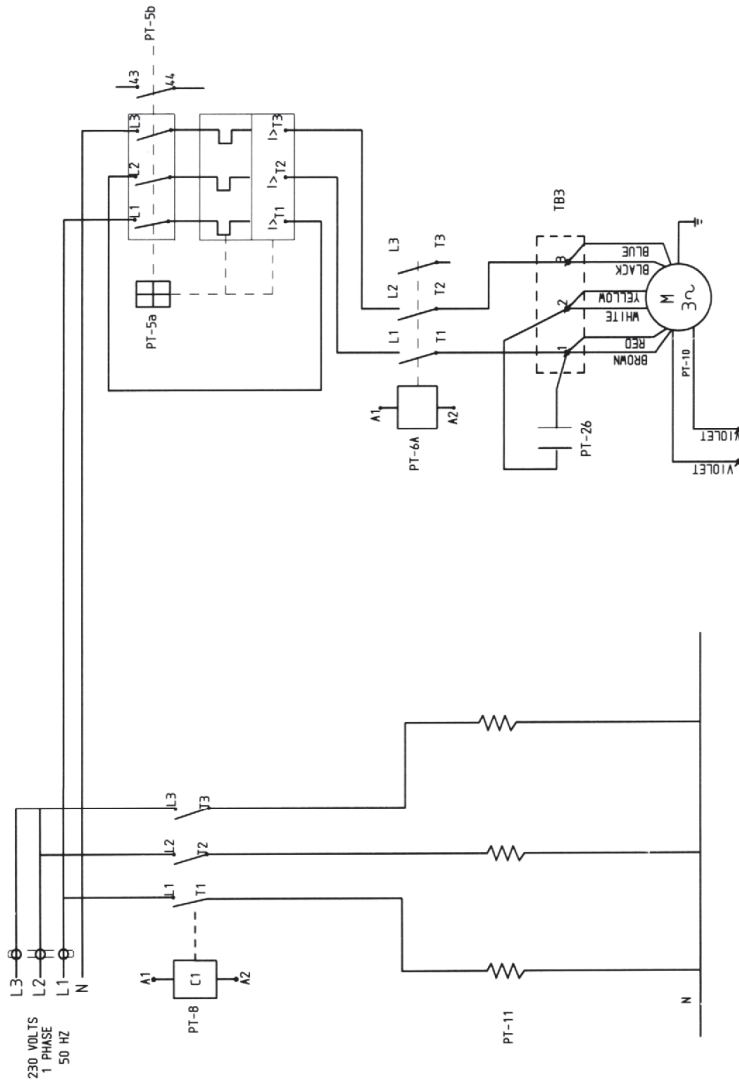 230 VOLTS
1 PHASE
50 HZ
L3
L2
L1
N
A1
C1
A2
PT-8
L1
L2
L3
T1
T2
T3
PT-11
N
PT-5a
PT-5b
43
44
L1
L2
L3
I>T1
I>T2
I>T3
A1
A2
PT-6A
L1
L2
L3
T1
T2
T3
TB3
1
2
3
PT-26
BROWN
RED
WHITE
YELLOW
BLACK
BLUE
M
3~
PT-10
VIOLET
VIOLET